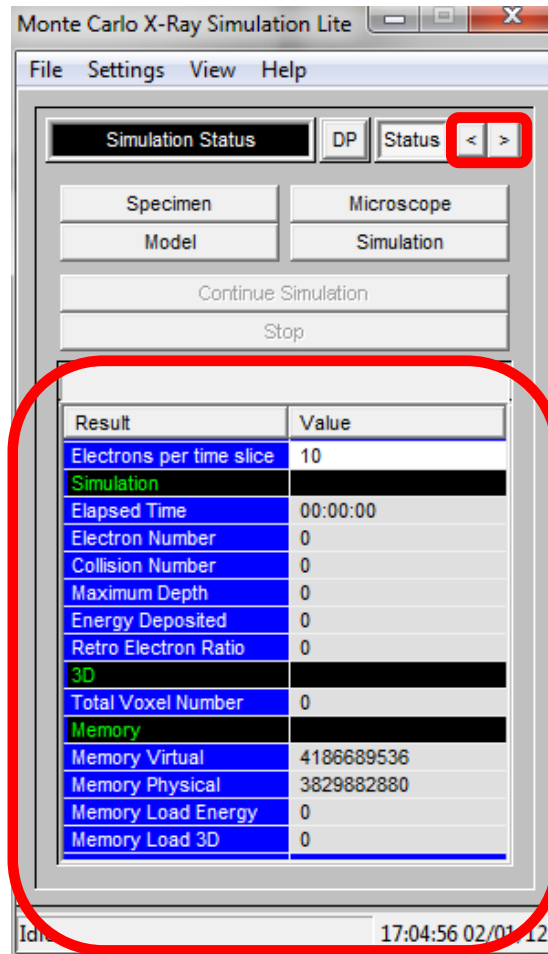 Monte Carlo X-Ray Simulation Lite
File Settings View Help
Simulation Status DP Status < >
Specimen Microscope
Model Simulation
Continue Simulation
Stop
Result Value
Electrons per time slice 10
Simulation
Elapsed Time 00:00:00
Electron Number 0
Collision Number 0
Maximum Depth 0
Energy Deposited 0
Retro Electron Ratio 0
3D
Total Voxel Number 0
Memory
Memory Virtual 4186689536
Memory Physical 3829882880
Memory Load Energy 0
Memory Load 3D 0
17:04:56 02/01/12